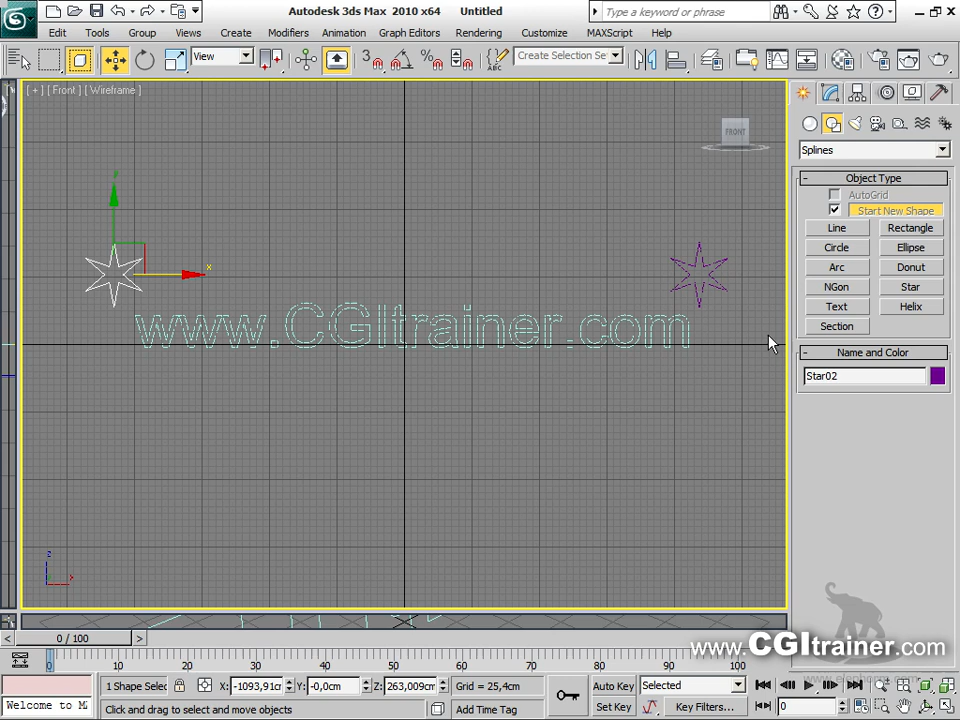 Autodesk 3ds Max 2010 x64 Untitled
Type a keyword or phrase
Edit Tools Group Views Create Modifiers Animation Graph Editors Rendering Customize MAXScript Help
View
3
%
ABC
Create Selection Se
[ + ] [ Front ] [ Wireframe ]
FRONT
Splines
- Object Type
AutoGrid
Start New Shape
Line Rectangle
Circle Ellipse
Arc Donut
NGon Star
Text Helix
Section
- Name and Color
Star02
x
www.CGItrainer.com
z
x
< 0 / 100 >
www.CGItrainer.com
0 10 20 30 40 50 60 70 80 90 100
1 Shape Selec X: -1093,91cm Y: -0,0cm Z: 263,009cm Grid = 25,4cm Auto Key Selected
Welcome to M Click and drag to select and move objects Add Time Tag Set Key Key Filters... 0